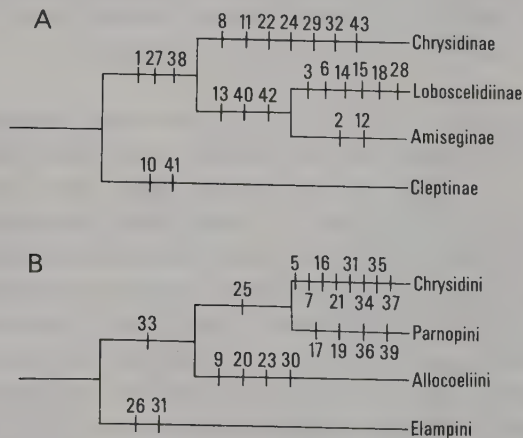 A
8 11 22 24 29 32 43
Chrysidinae
1 27 38
3 6 14 15 18 28
Loboscelidiinae
13 40 42
2 12
Amiseginae
10 41
Cleptinae
B
5 16 31 35
25
Chrysidini
7 21 34 37
33
Parnopini
17 19 36 39
9 20 23 30
Allocoeliini
26 31
Elampini